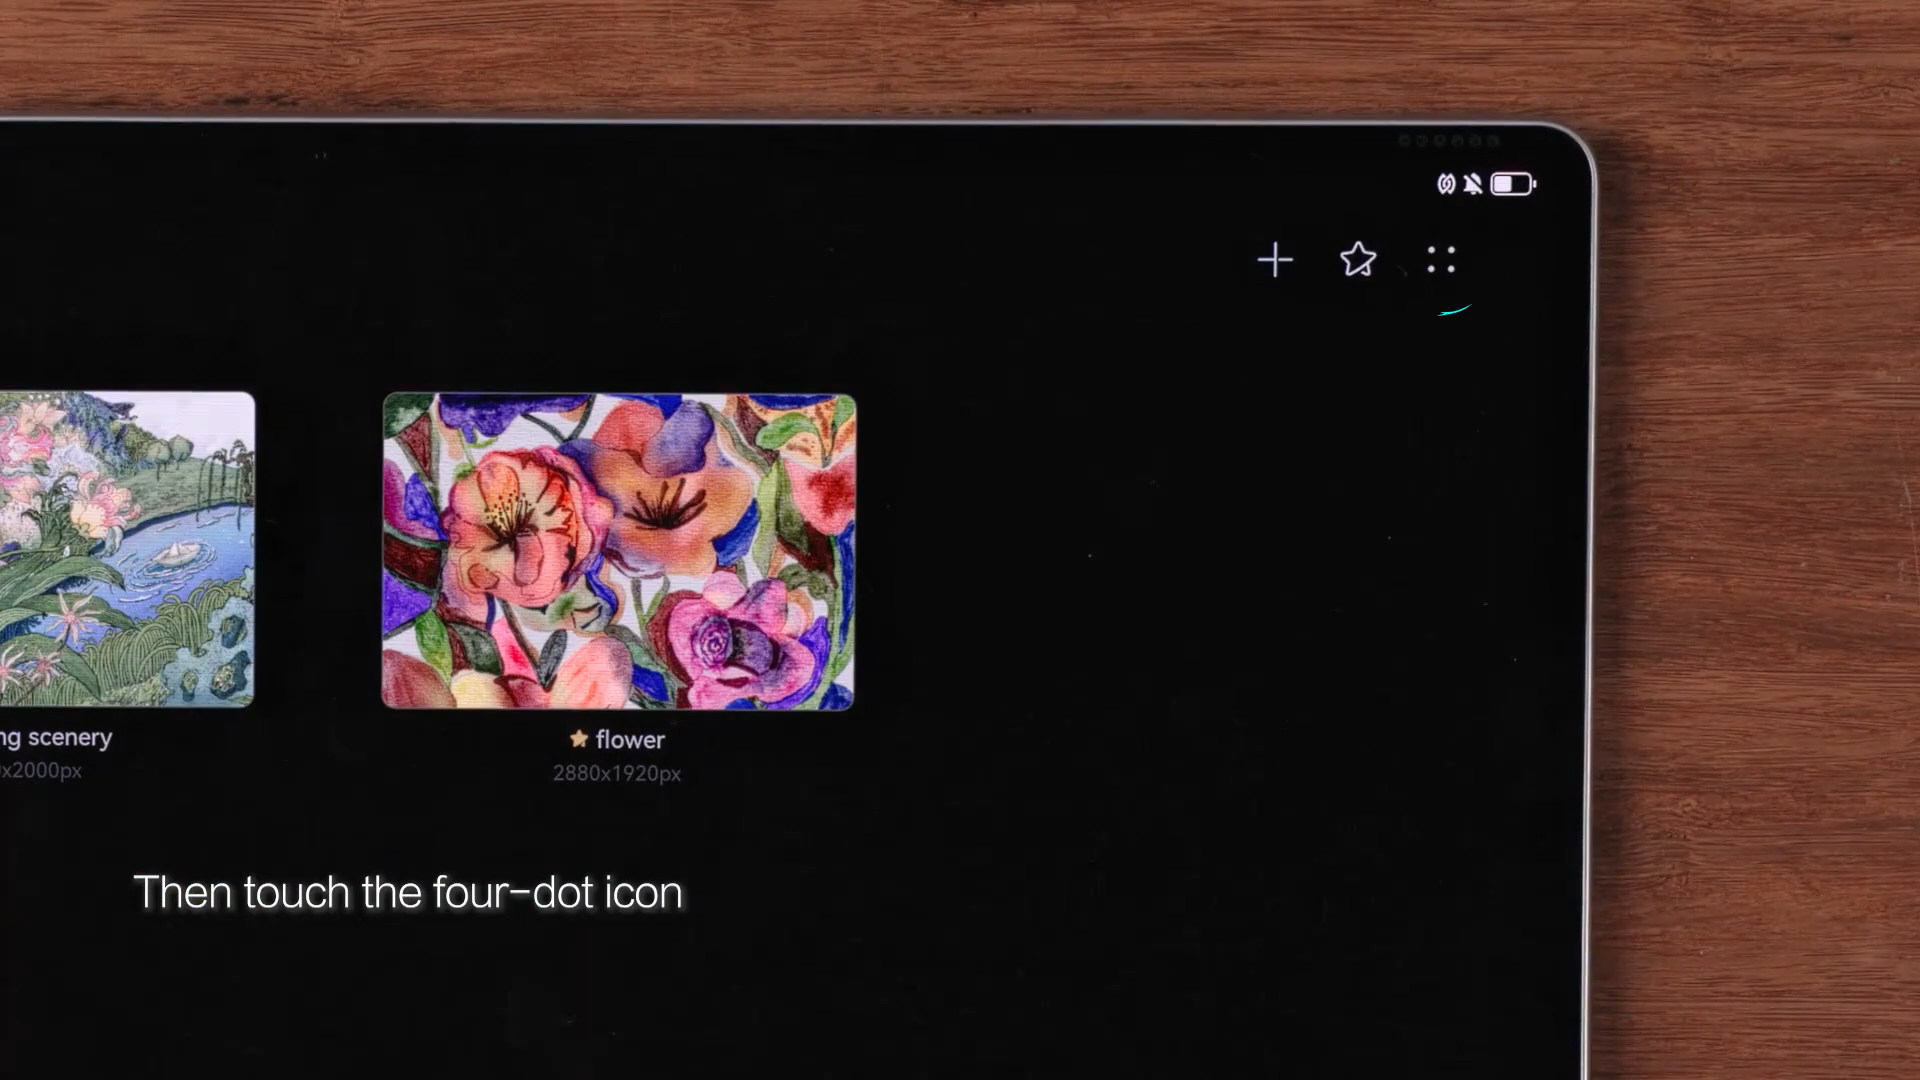 ng scenery
x2000px
flower
2880x1920px
Then touch the four-dot icon